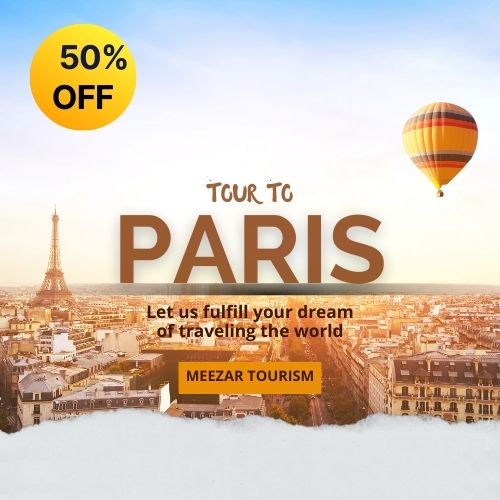 50%
OFF
TOUR TO
PARIS
Let us fulfill your dream
of traveling the world
MEEZAR TOURISM